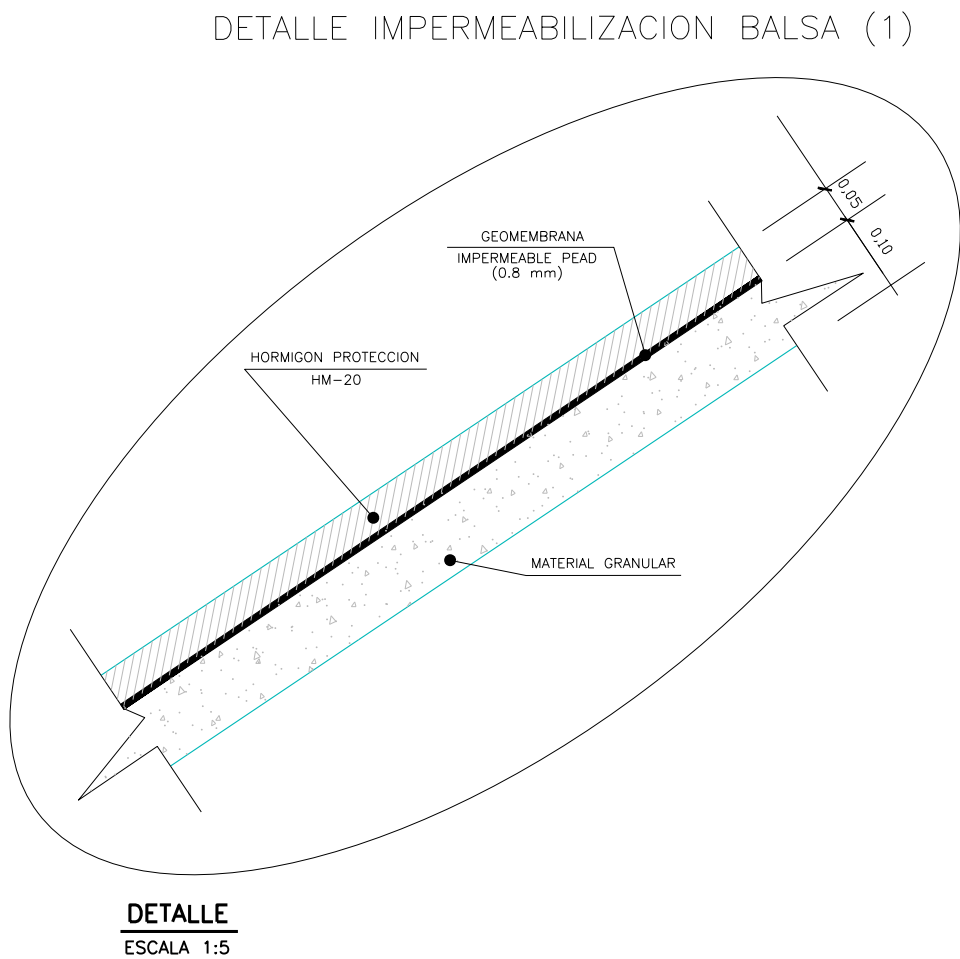 DETALLE IMPERMEABILIZACION BALSA (1)
0,05
0,10
GEOMEMBRANA
IMPERMEABLE PEAD
(0.8 mm)
HORMIGON PROTECCION
HM-20
MATERIAL GRANULAR
DETALLE
ESCALA 1:5